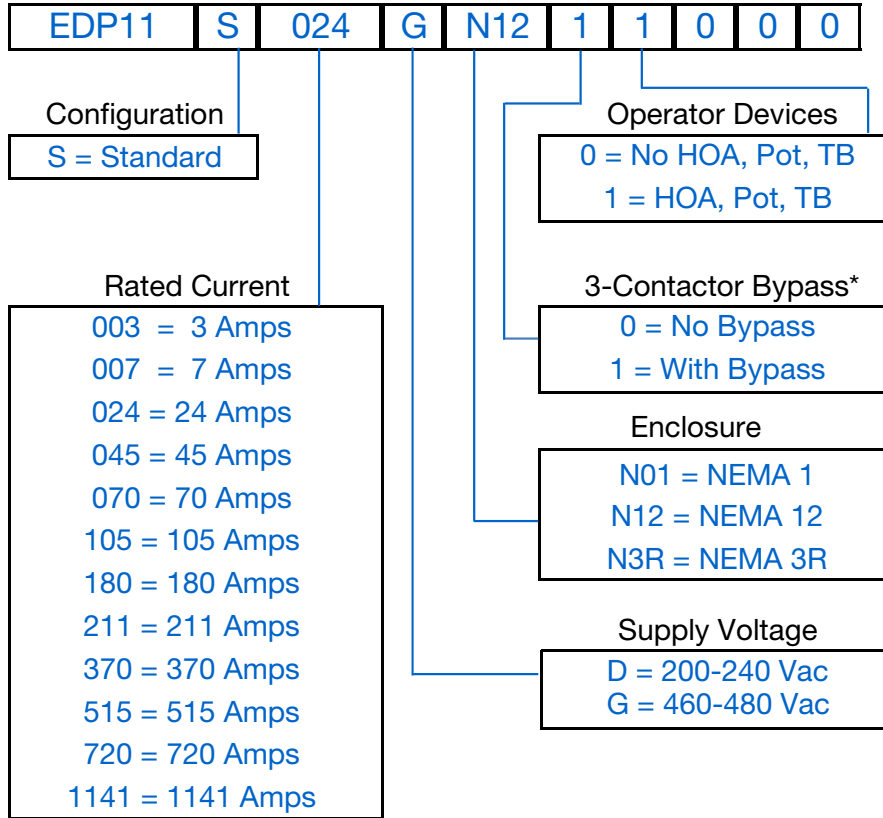 EDP11 S 024 G N12 1 1 0 0 0
Configuration
S = Standard
Operator Devices
0 = No HOA, Pot, TB
1 = HOA, Pot, TB
Rated Current
003 = 3 Amps
007 = 7 Amps
024 = 24 Amps
045 = 45 Amps
070 = 70 Amps
105 = 105 Amps
180 = 180 Amps
211 = 211 Amps
370 = 370 Amps
515 = 515 Amps
720 = 720 Amps
1141 = 1141 Amps
3-Contactor Bypass*
0 = No Bypass
1 = With Bypass
Enclosure
N01 = NEMA 1
N12 = NEMA 12
N3R = NEMA 3R
Supply Voltage
D = 200-240 Vac
G = 460-480 Vac